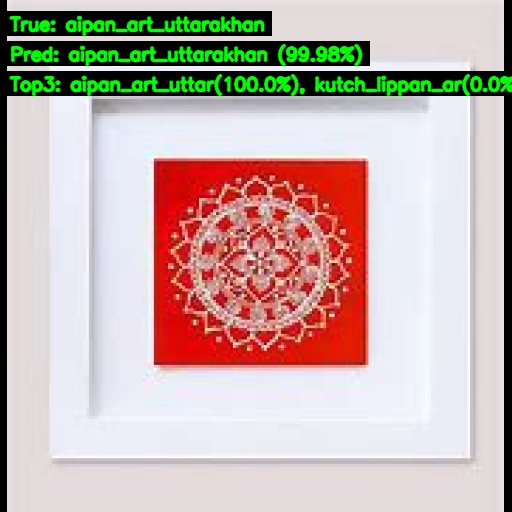 True: aipan_art_uttarakhan
Pred: aipan_art_uttarakhan (99.98%)
Top3: aipan_art_uttar(100.0%), kutch_lippan_ar(0.0%